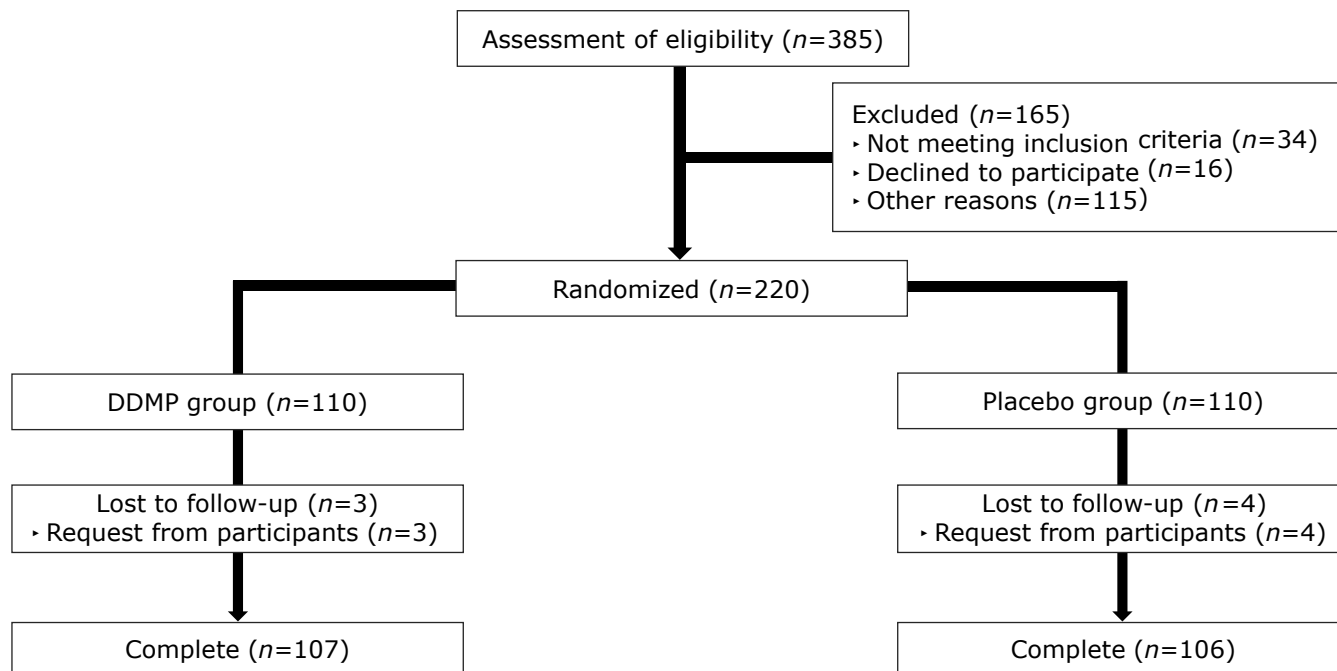 Assessment of eligibility (n=385)
Excluded (n=165)
‣ Not meeting inclusion criteria (n=34)
‣ Declined to participate (n=16)
‣ Other reasons (n=115)
Randomized (n=220)
DDMP group (n=110)
Placebo group (n=110)
Lost to follow-up (n=3)
‣ Request from participants (n=3)
Lost to follow-up (n=4)
‣ Request from participants (n=4)
Complete (n=107)
Complete (n=106)